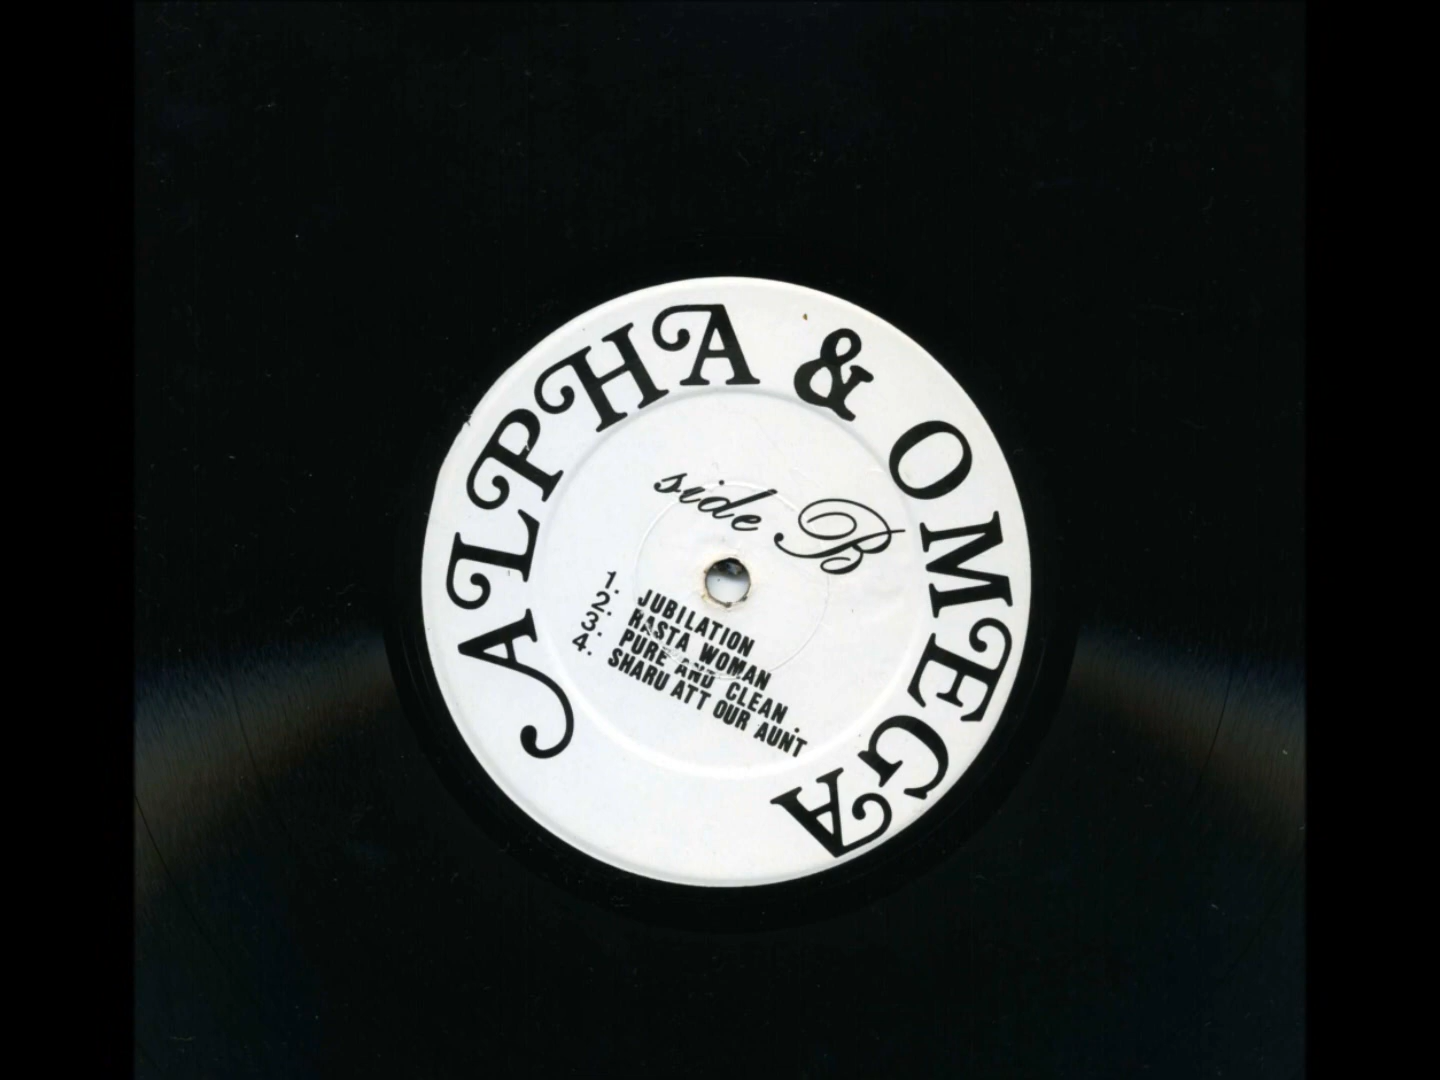 ALPHA & OMEGA
side B
1. JUBILATION
2. RASTA WOMAN
3. PURE AND CLEAN .
4. SHARU ATT OUR AUNT